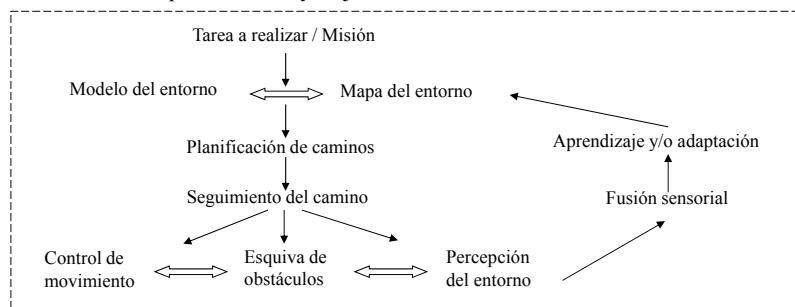 Tarea a realizar / Misión
Modelo del entorno
Mapa del entorno
Aprendizaje y/o adaptación
Planificación de caminos
Seguimiento del camino
Fusión sensorial
Control de
movimiento
Esquiva de
obstáculos
Percepción
del entorno